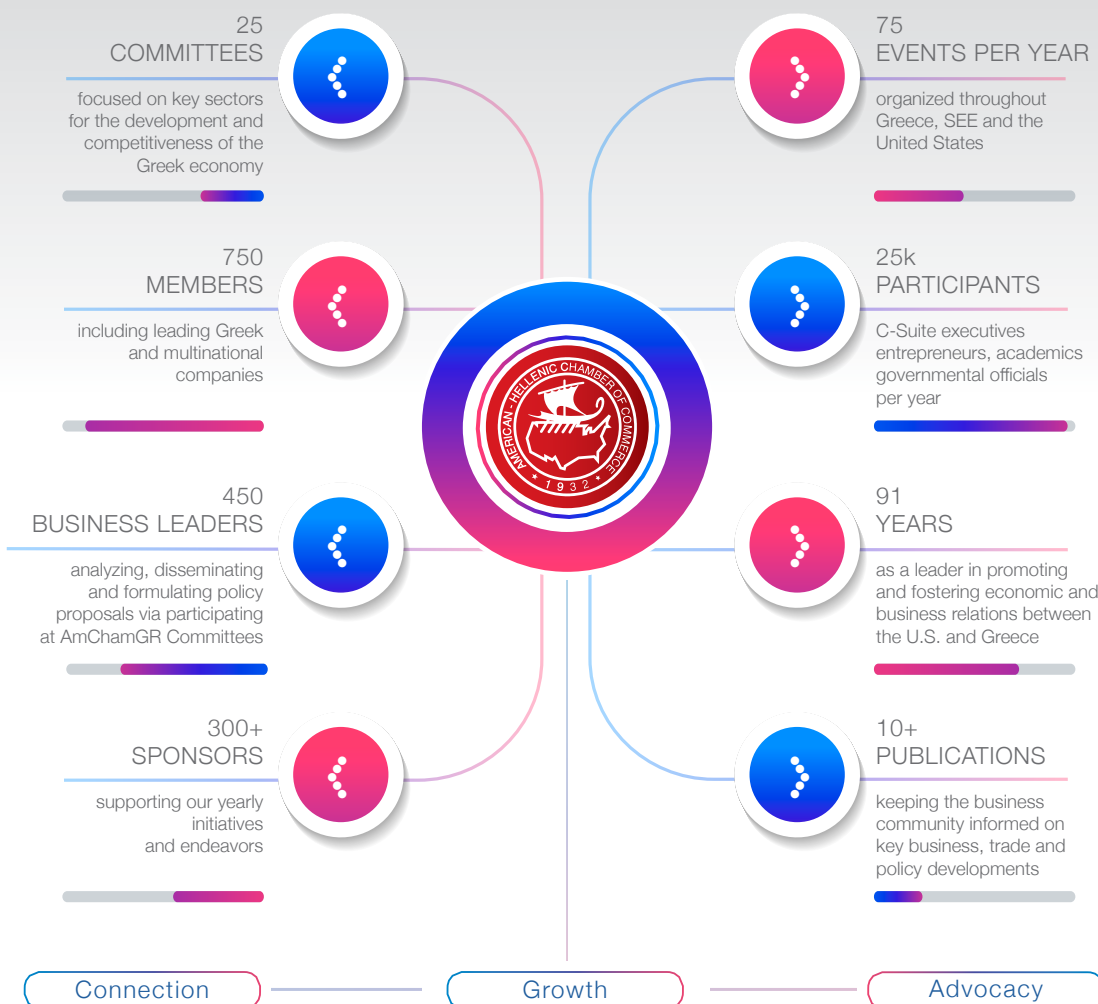 25
COMMITTEES
focused on key sectors
for the development and
competitiveness of the
Greek economy
750
MEMBERS
including leading Greek
and multinational
companies
450
BUSINESS LEADERS
analyzing, disseminating
and formulating policy
proposals via participating
at AmChamGR Committees
300+
SPONSORS
supporting our yearly
initiatives
and endeavors
AMERICAN - HELLENIC CHAMBER OF COMMERCE
* 1932 *
75
EVENTS PER YEAR
organized throughout
Greece, SEE and the
United States
25k
PARTICIPANTS
C-Suite executives
entrepreneurs, academics
governmental officials
per year
91
YEARS
as a leader in promoting
and fostering economic and
business relations between
the U.S. and Greece
10+
PUBLICATIONS
keeping the business
community informed on
key business, trade and
policy developments
Connection
Growth
Advocacy